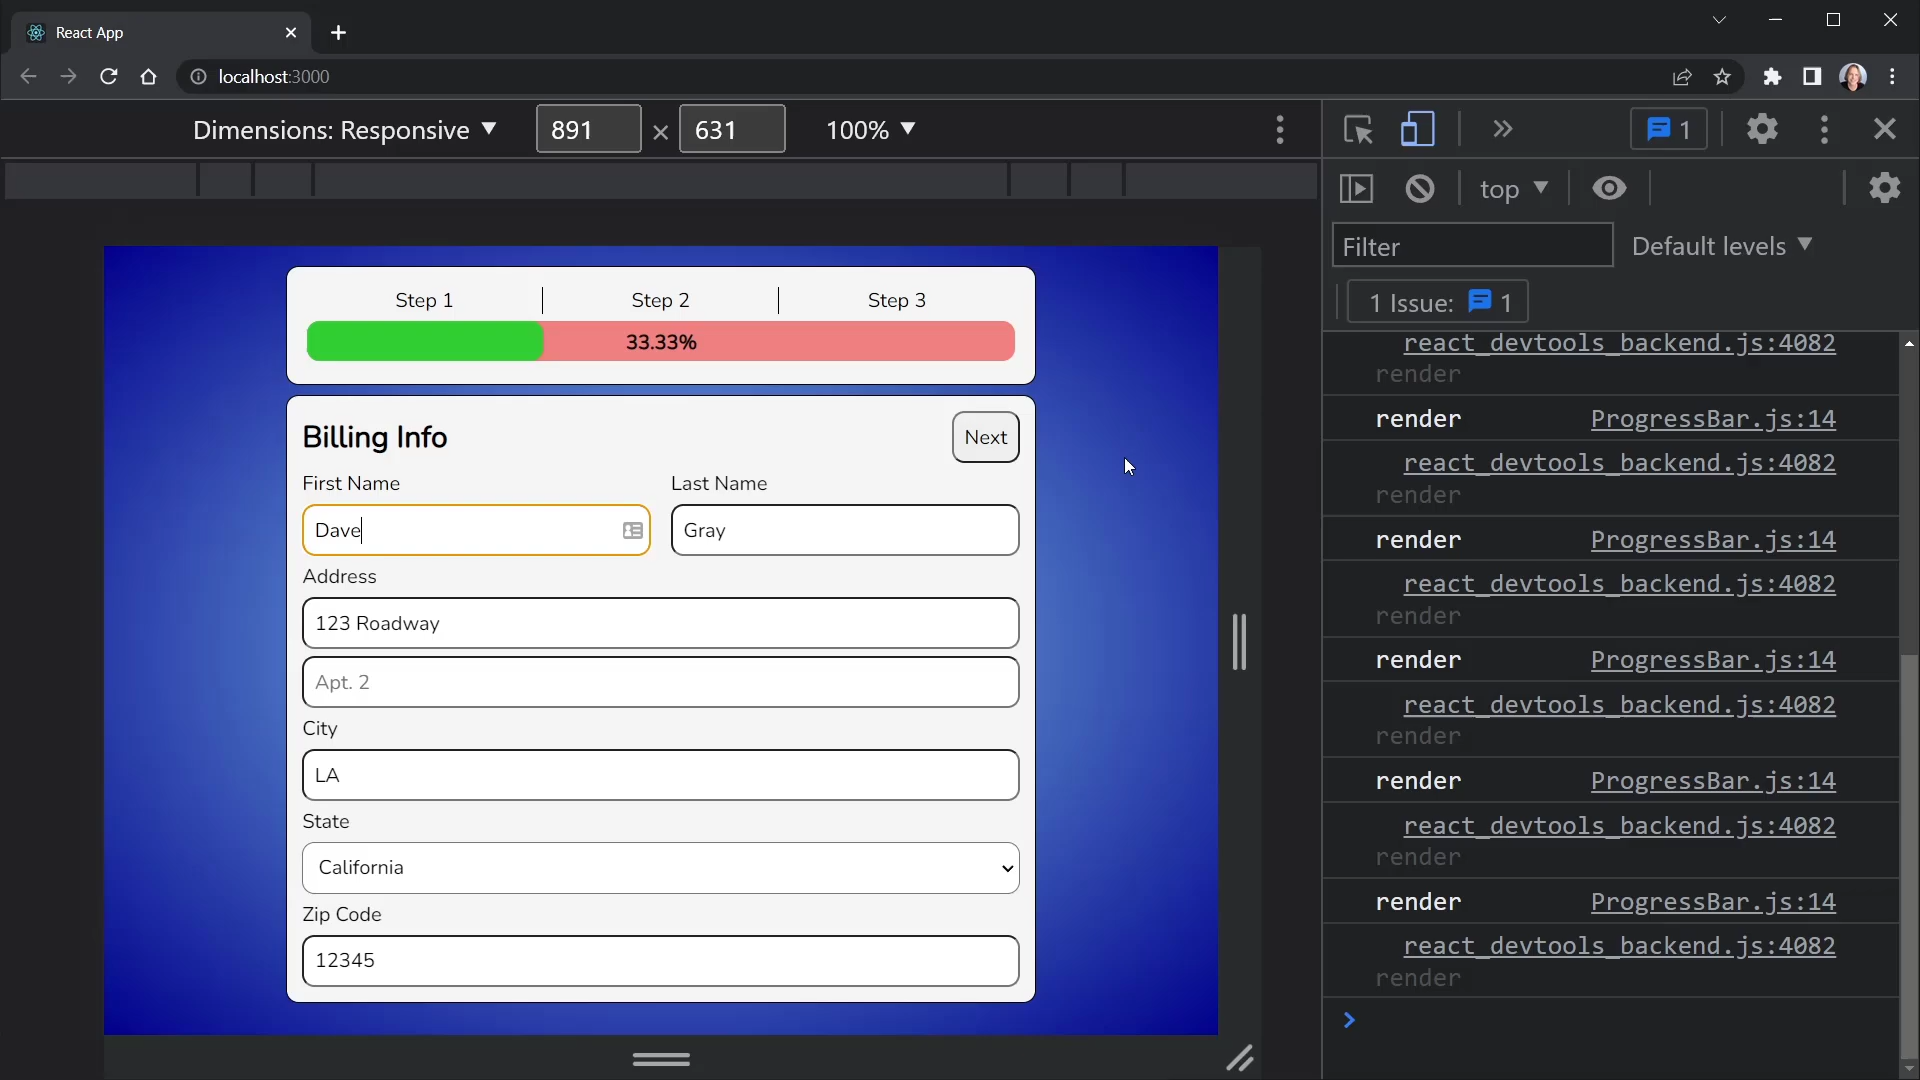 React App
localhost:3000
Dimensions: Responsive 891 × 631 100%
1
top
Filter
Default levels
1 Issue: 1
Step 1 Step 2 Step 3
33.33%
Billing Info
Next
First Name Last Name
Dave Gray
Address
123 Roadway
Apt. 2
City
LA
State
California
Zip Code
12345
react_devtools_backend.js:4082
render
render ProgressBar.js:14
react_devtools_backend.js:4082
render
render ProgressBar.js:14
react_devtools_backend.js:4082
render
render ProgressBar.js:14
react_devtools_backend.js:4082
render
render ProgressBar.js:14
react_devtools_backend.js:4082
render
render ProgressBar.js:14
react_devtools_backend.js:4082
render